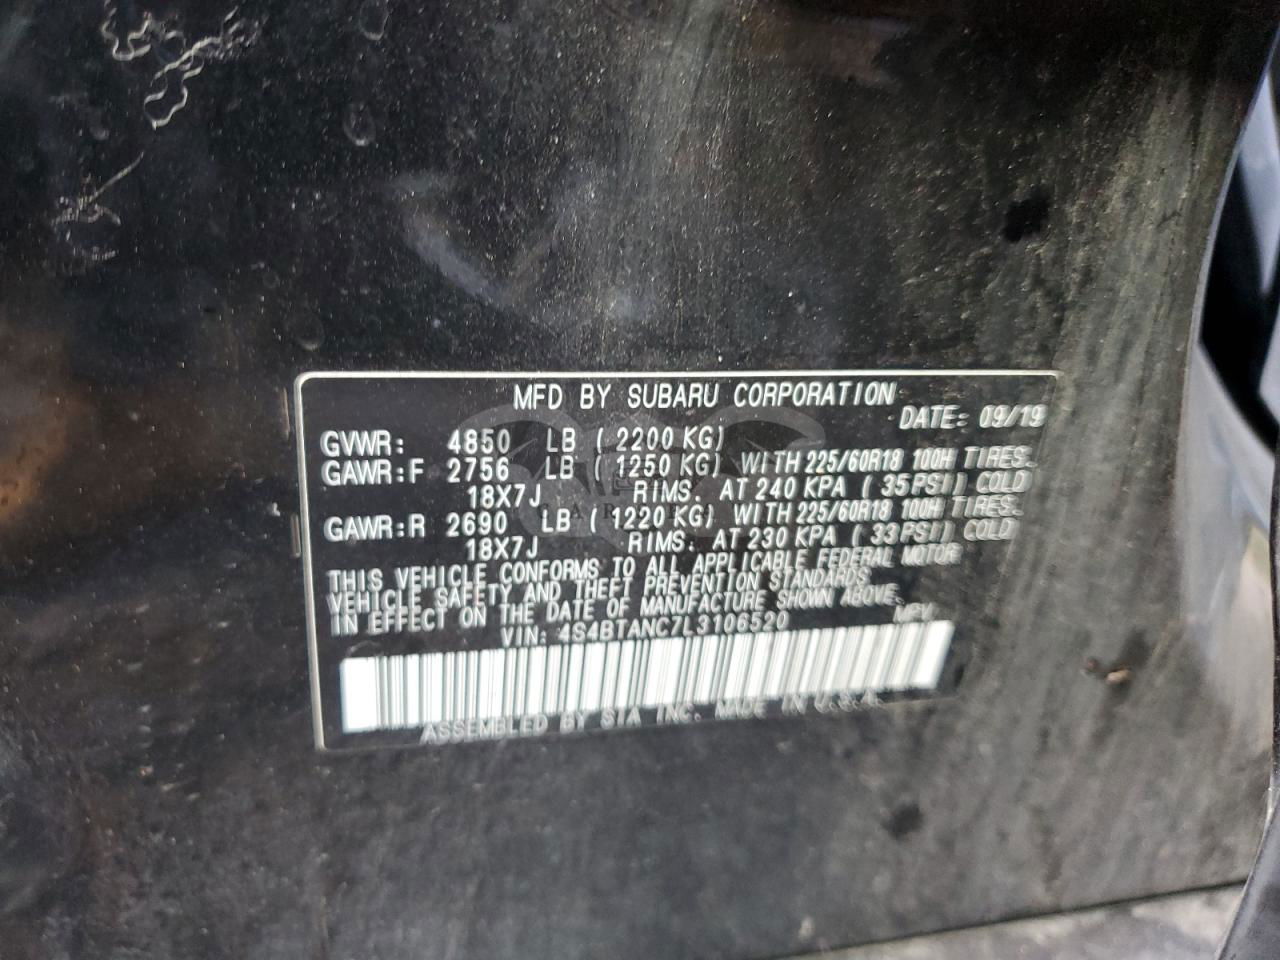 MFD BY SUBARU CORPORATION
DATE: 09/19
GVWR: 4850 LB ( 2200 KG)
GAWR:F 2756 LB ( 1250 KG) WITH 225/60R18 100H TIRES.
18X7J RIMS. AT 240 KPA ( 35PSI) COLD
GAWR:R 2690 LB ( 1220 KG) WITH 225/60R18 100H TIRES.
18X7J RIMS. AT 230 KPA ( 33PSI) COLD
THIS VEHICLE CONFORMS TO ALL APPLICABLE FEDERAL MOTOR
VEHICLE SAFETY AND THEFT PREVENTION STANDARDS
IN EFFECT ON THE DATE OF MANUFACTURE SHOWN ABOVE.
VIN: 4S4BTANC7L3106520 MPV
ASSEMBLED BY SIA INC. MADE IN U.S.A.